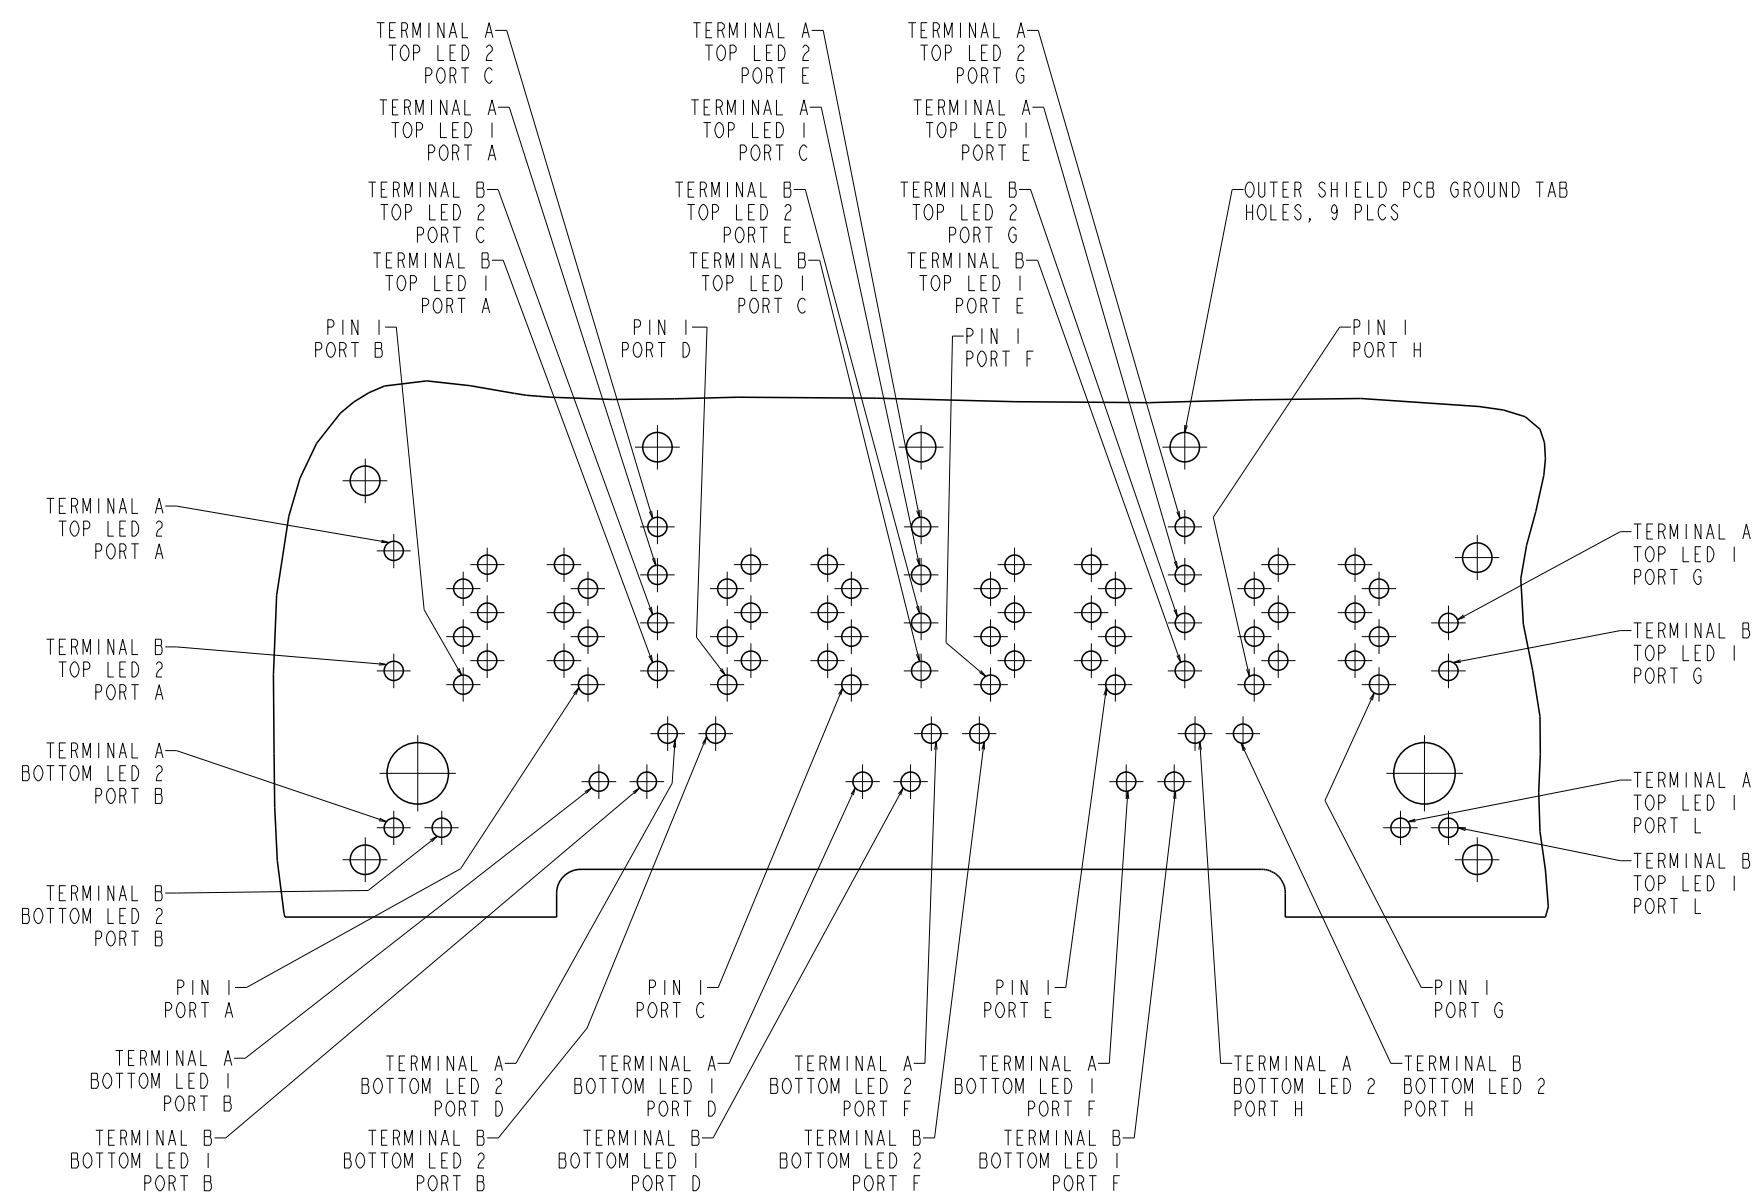 TERMINAL A
TOP LED 2
PORT C
TERMINAL A
TOP LED 1
PORT A
TERMINAL B
TOP LED 2
PORT C
TERMINAL B
TOP LED 1
PORT A
PIN 1
PORT B
TERMINAL A
TOP LED 2
PORT E
TERMINAL A
TOP LED 1
PORT C
TERMINAL B
TOP LED 2
PORT E
TERMINAL B
TOP LED 1
PORT C
PIN 1
PORT D
TERMINAL A
TOP LED 2
PORT G
TERMINAL A
TOP LED 1
PORT E
TERMINAL B
TOP LED 2
PORT G
TERMINAL B
TOP LED 1
PORT E
PIN 1
PORT F
OUTER SHIELD PCB GROUND TAB
HOLES, 9 PLCS
PIN 1
PORT H
TERMINAL A
TOP LED 2
PORT A
TERMINAL B
TOP LED 2
PORT A
TERMINAL A
BOTTOM LED 2
PORT B
TERMINAL B
BOTTOM LED 2
PORT B
TERMINAL A
TOP LED 1
PORT G
TERMINAL B
TOP LED 1
PORT G
TERMINAL A
TOP LED 1
PORT L
TERMINAL B
TOP LED 1
PORT L
PIN 1
PORT A
PIN 1
PORT C
PIN 1
PORT E
PIN 1
PORT G
TERMINAL A
BOTTOM LED 1
PORT B
TERMINAL A
BOTTOM LED 2
PORT D
TERMINAL A
BOTTOM LED 1
PORT D
TERMINAL A
BOTTOM LED 2
PORT F
TERMINAL A
BOTTOM LED 1
PORT F
TERMINAL A
BOTTOM LED 2
PORT H
TERMINAL B
BOTTOM LED 2
PORT H
TERMINAL B
BOTTOM LED 1
PORT B
TERMINAL B
BOTTOM LED 2
PORT B
TERMINAL B
BOTTOM LED 1
PORT D
TERMINAL B
BOTTOM LED 2
PORT F
TERMINAL B
BOTTOM LED 1
PORT F